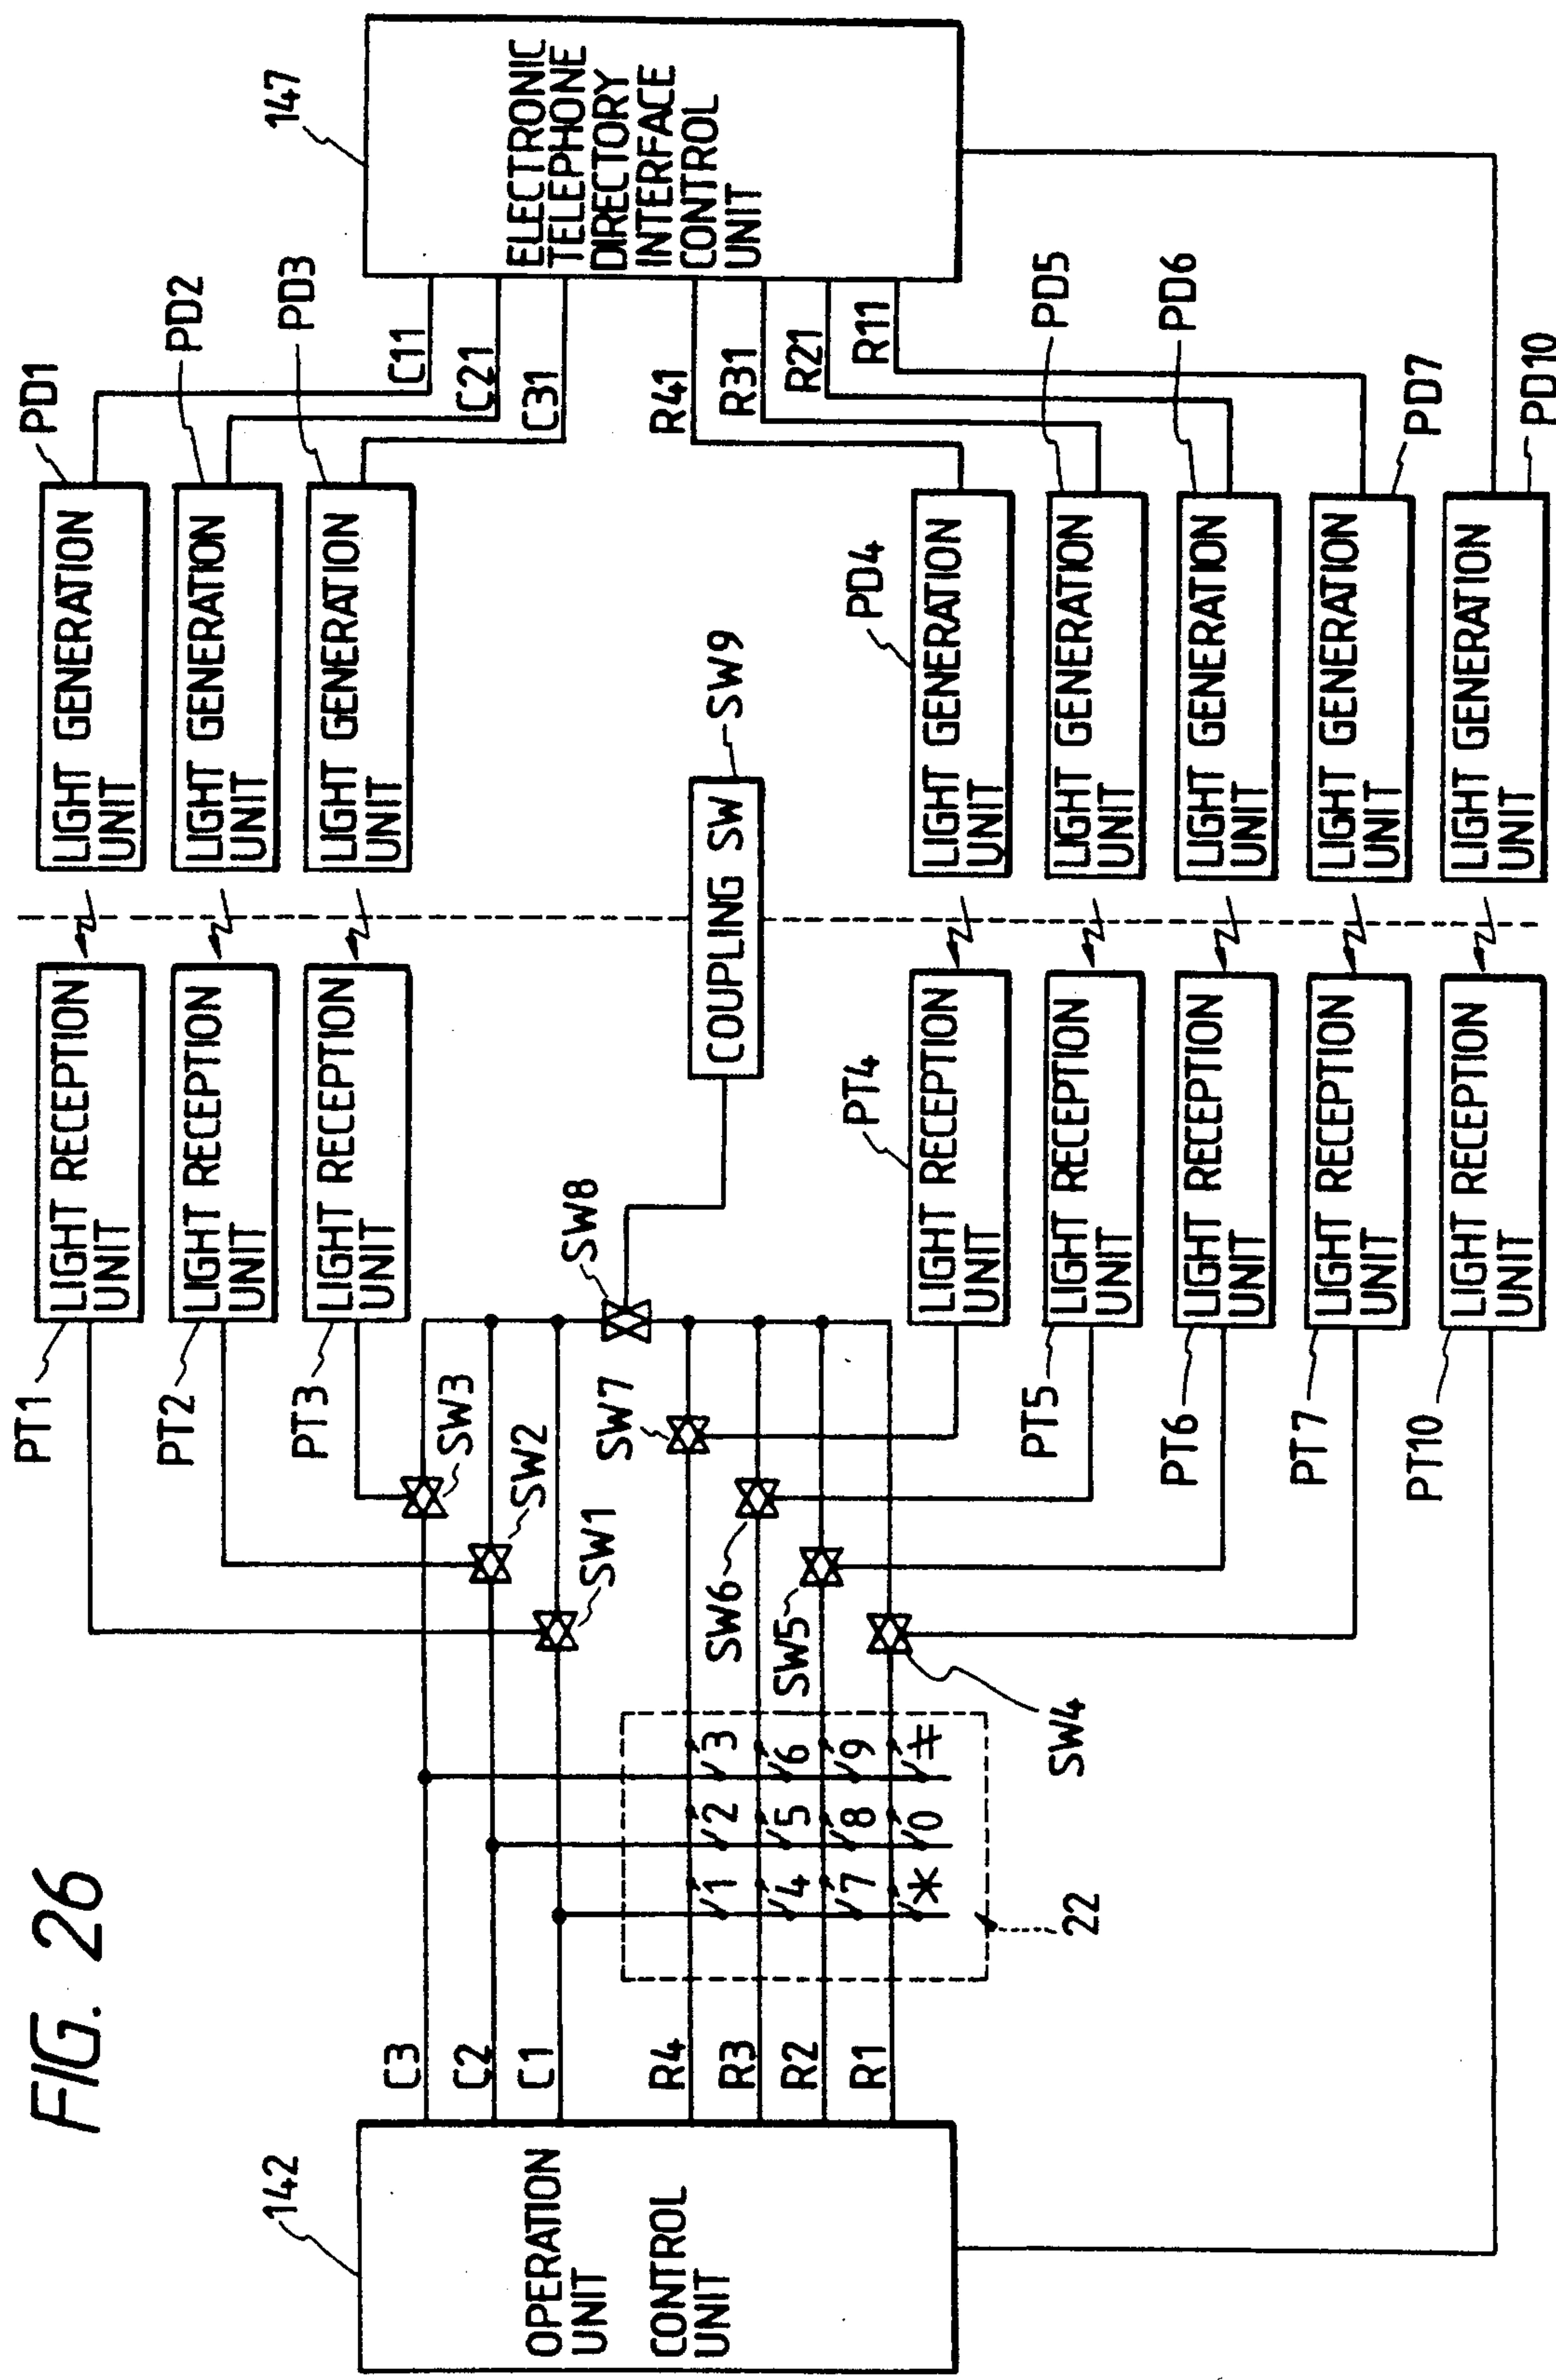 FIG. 26
142
OPERATION
UNIT
CONTROL
UNIT
C3
C2
C1
R4
R3
R2
R1
22
1 2 3
4 5 6
7 8 9
* 0 #
SW1
SW2
SW3
SW4
SW5
SW6
SW7
SW8
PT1
LIGHT RECEPTION
UNIT
PT2
LIGHT RECEPTION
UNIT
PT3
LIGHT RECEPTION
UNIT
PT4
LIGHT RECEPTION
UNIT
PT5
LIGHT RECEPTION
UNIT
PT6
LIGHT RECEPTION
UNIT
PT7
LIGHT RECEPTION
UNIT
PT10
LIGHT RECEPTION
UNIT
COUPLING SW
SW9
LIGHT GENERATION
UNIT
PD1
LIGHT GENERATION
UNIT
PD2
LIGHT GENERATION
UNIT
PD3
LIGHT GENERATION
UNIT
PD4
LIGHT GENERATION
UNIT
PD5
LIGHT GENERATION
UNIT
PD6
LIGHT GENERATION
UNIT
PD7
LIGHT GENERATION
UNIT
PD10
C11
C21
C31
R41
R31
R21
R11
147
ELECTRONIC
TELEPHONE
DIRECTORY
INTERFACE
CONTROL
UNIT